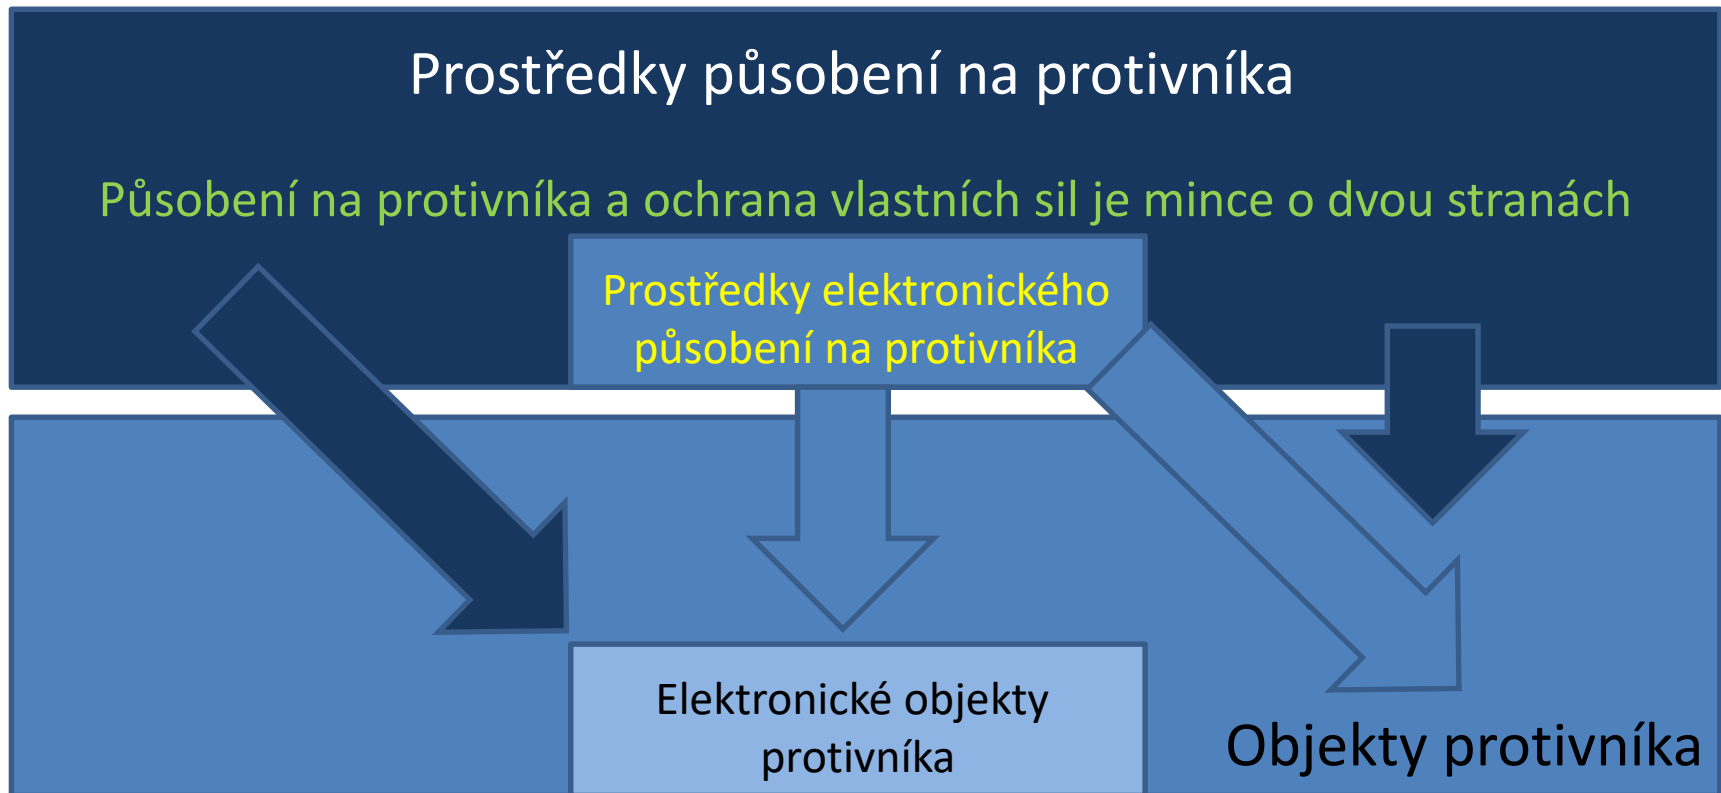 Prostředky působení na protivníka
Působení na protivníka a ochrana vlastních sil je mince o dvou stranách
Prostředky elektronického
působení na protivníka
Elektronické objekty
protivníka
Objekty protivníka